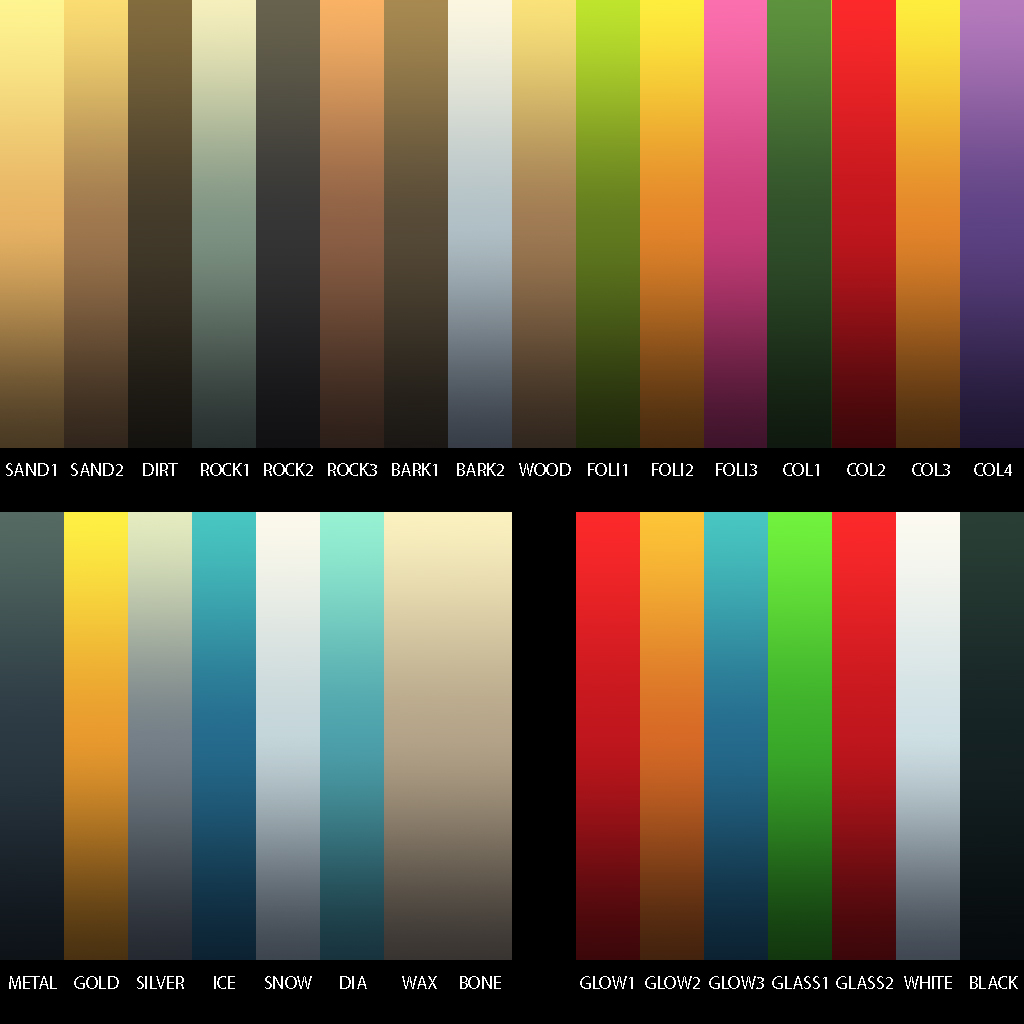 SAND1 SAND2 DIRT ROCK1 ROCK2 ROCK3 BARK1 BARK2 WOOD FOLI1 FOLI2 FOLI3 COL1 COL2 COL3 COL4
METAL GOLD SILVER ICE SNOW DIA WAX BONE GLOW1 GLOW2 GLOW3 GLASS1 GLASS2 WHITE BLACK